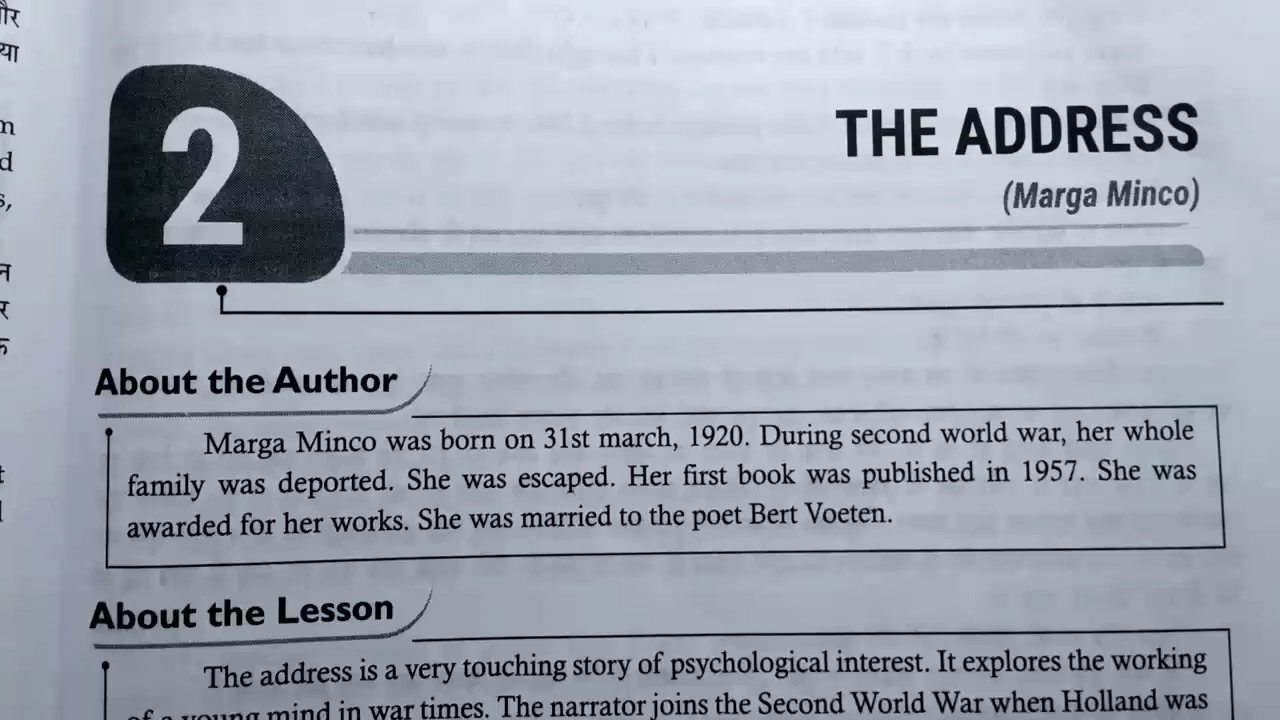 और
या
2
THE ADDRESS
(Marga Minco)
About the Author
Marga Minco was born on 31st march, 1920. During second world war, her whole
family was deported. She was escaped. Her first book was published in 1957. She was
awarded for her works. She was married to the poet Bert Voeten.
About the Lesson
The address is a very touching story of psychological interest. It explores the working
of a young mind in war times. The narrator joins the Second World War when Holland was